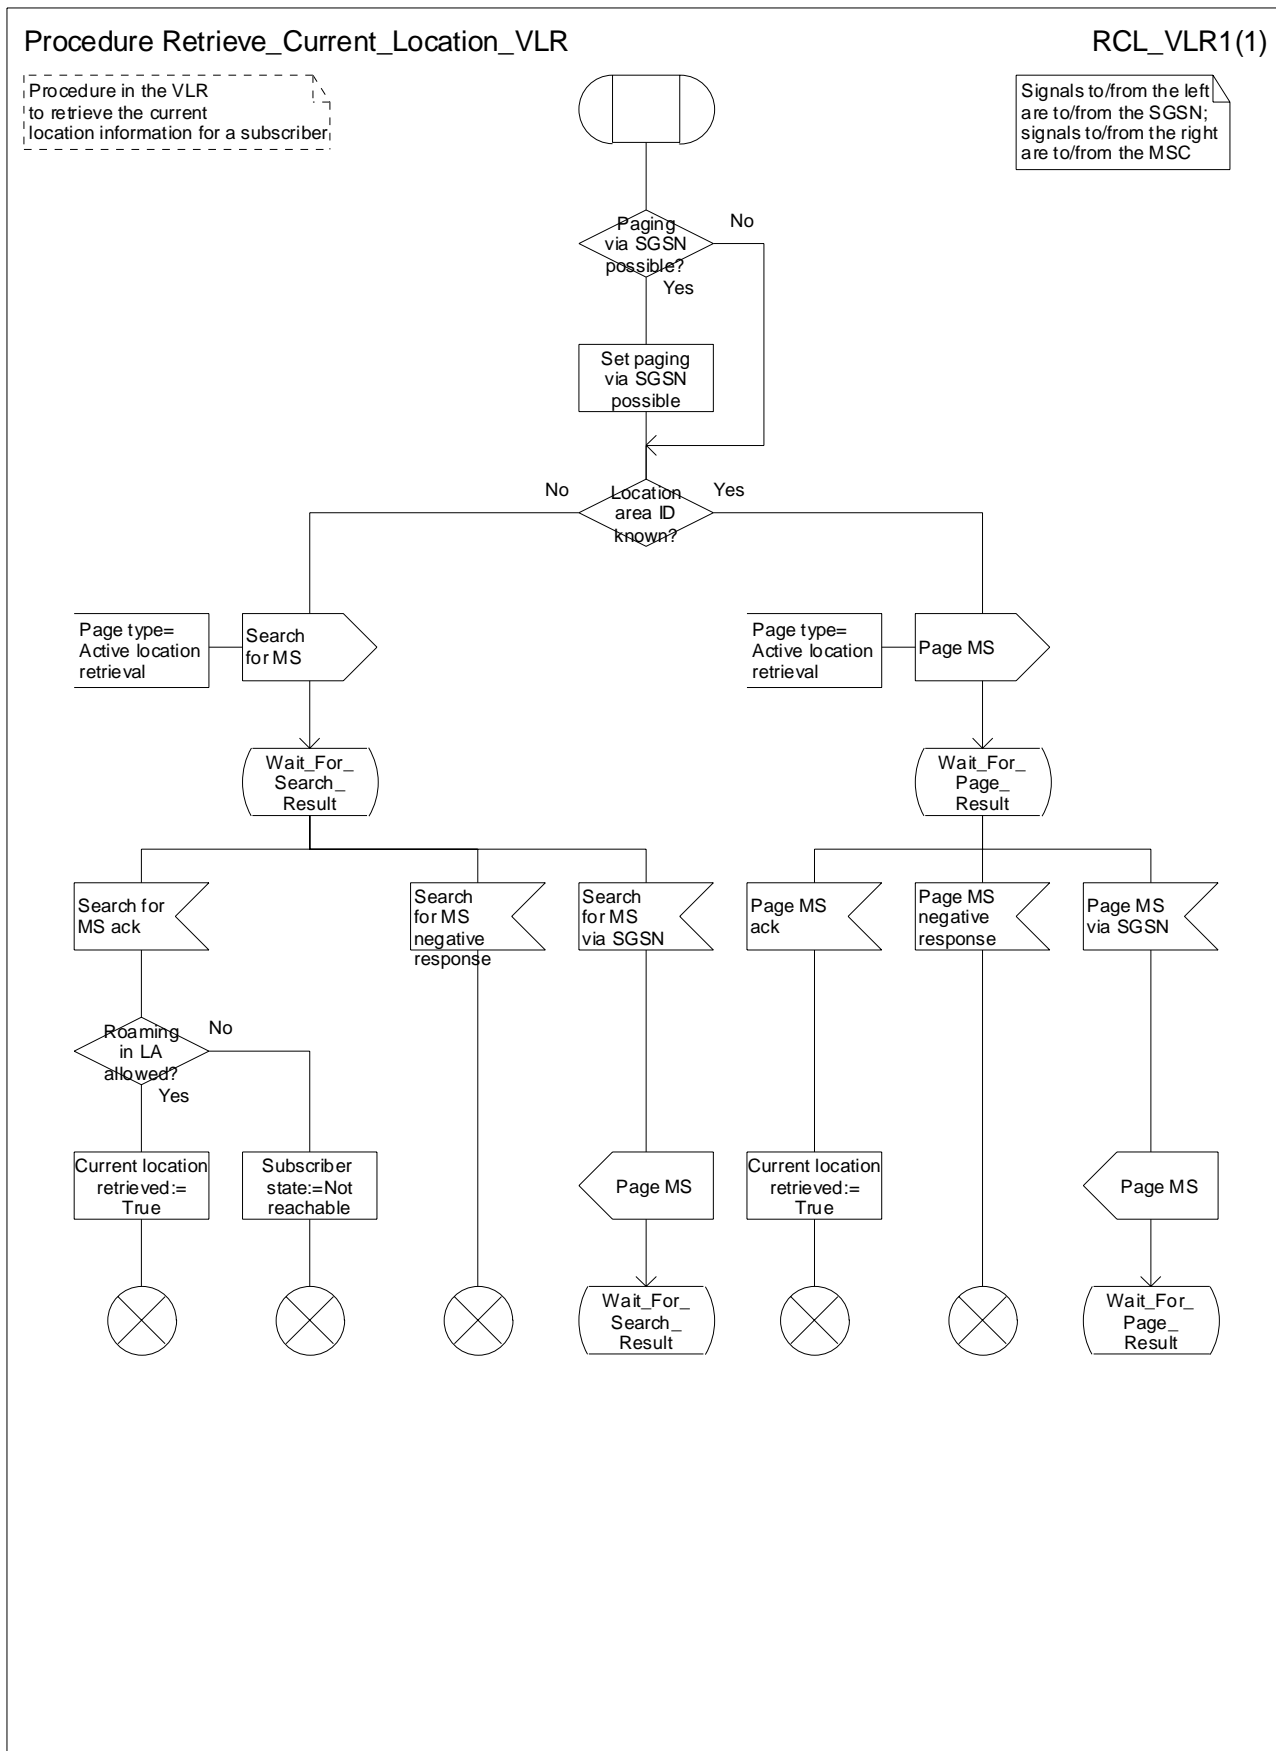 Procedure Retrieve_Current_Location_VLR
RCL_VLR1(1)
Procedure in the VLR
to retrieve the current
location information for a subscriber
Signals to/from the left
are to/from the SGSN;
signals to/from the right
are to/from the MSC
Paging
via SGSN
possible?
No
Yes
Set paging
via SGSN
possible
No
Location
area ID
known?
Yes
Page type=
Active location
retrieval
Search
for MS
Page type=
Active location
retrieval
Page MS
Wait_For_
Search_
Result
Wait_For_
Page_
Result
Search for
MS ack
Search
for MS
negative
response
Search
for MS
via SGSN
Page MS
ack
Page MS
negative
response
Page MS
via SGSN
Roaming
in LA
allowed?
No
Yes
Current location
retrieved:=
True
Subscriber
state:=Not
reachable
Page MS
Current location
retrieved:=
True
Page MS
Wait_For_
Search_
Result
Wait_For_
Page_
Result